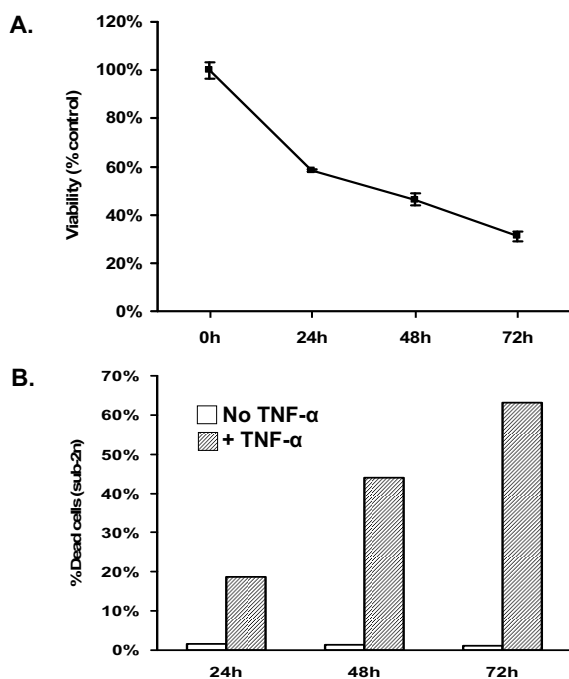 A.
Viability (% control)
120%
100%
80%
60%
40%
20%
0%
0h 24h 48h 72h
B.
%Dead cells (sub-2n)
70%
60%
50%
40%
30%
20%
10%
0%
No TNF-α
+ TNF-α
24h 48h 72h